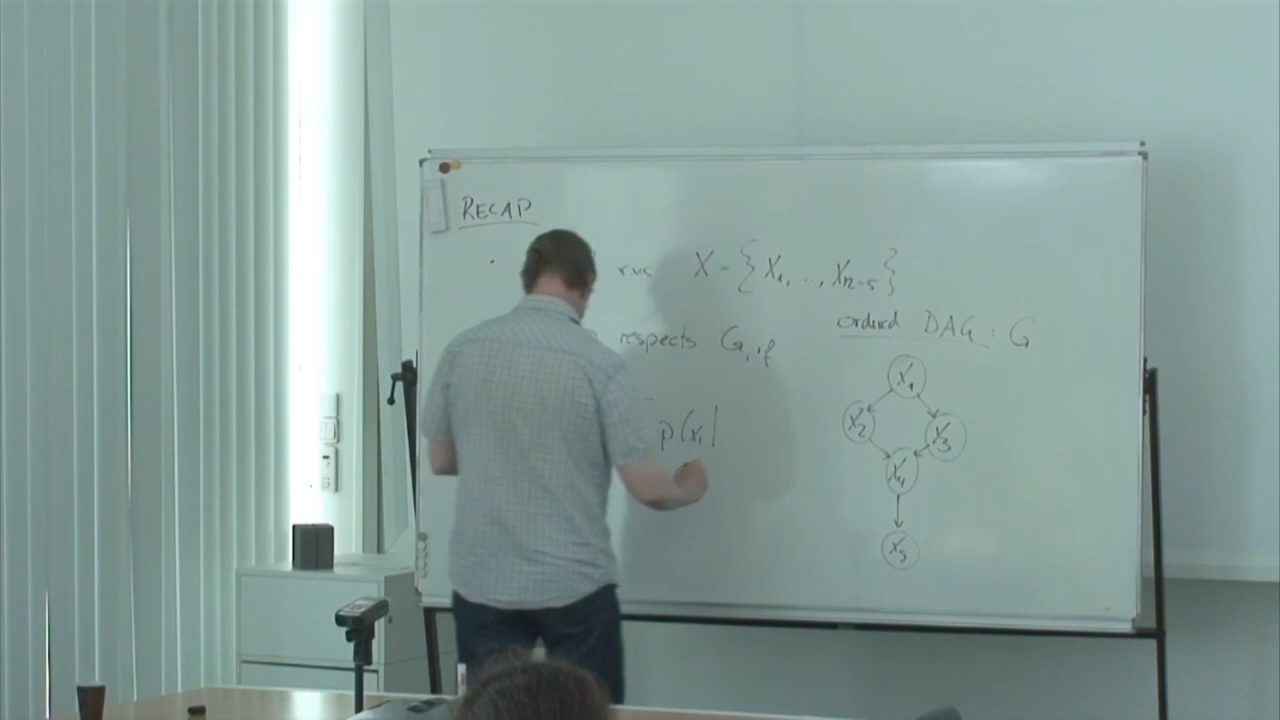 RECAP
rvs X = {X₁, ..., Xₙ₌₅}
respects G, if
ordered DAG : G
p(x₁|
X₁
X₂ X₃
X₄
X₅